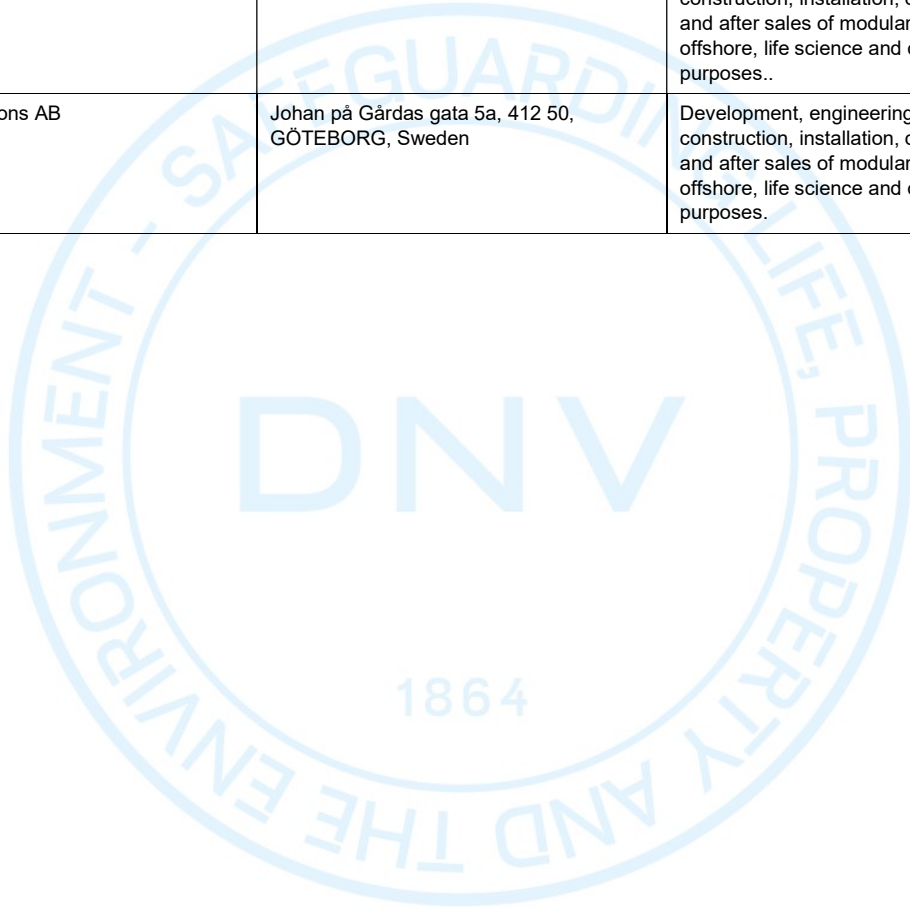 construction, installation,
and after sales of modular
offshore, life science and
purposes..
ons AB
Johan på Gårdas gata 5a, 412 50,
GÖTEBORG, Sweden
Development, engineering
construction, installation,
and after sales of modular
offshore, life science and
purposes.
SAFEGUARDING LIFE, PROPERTY AND THE ENVIRONMENT -
DNV
1864